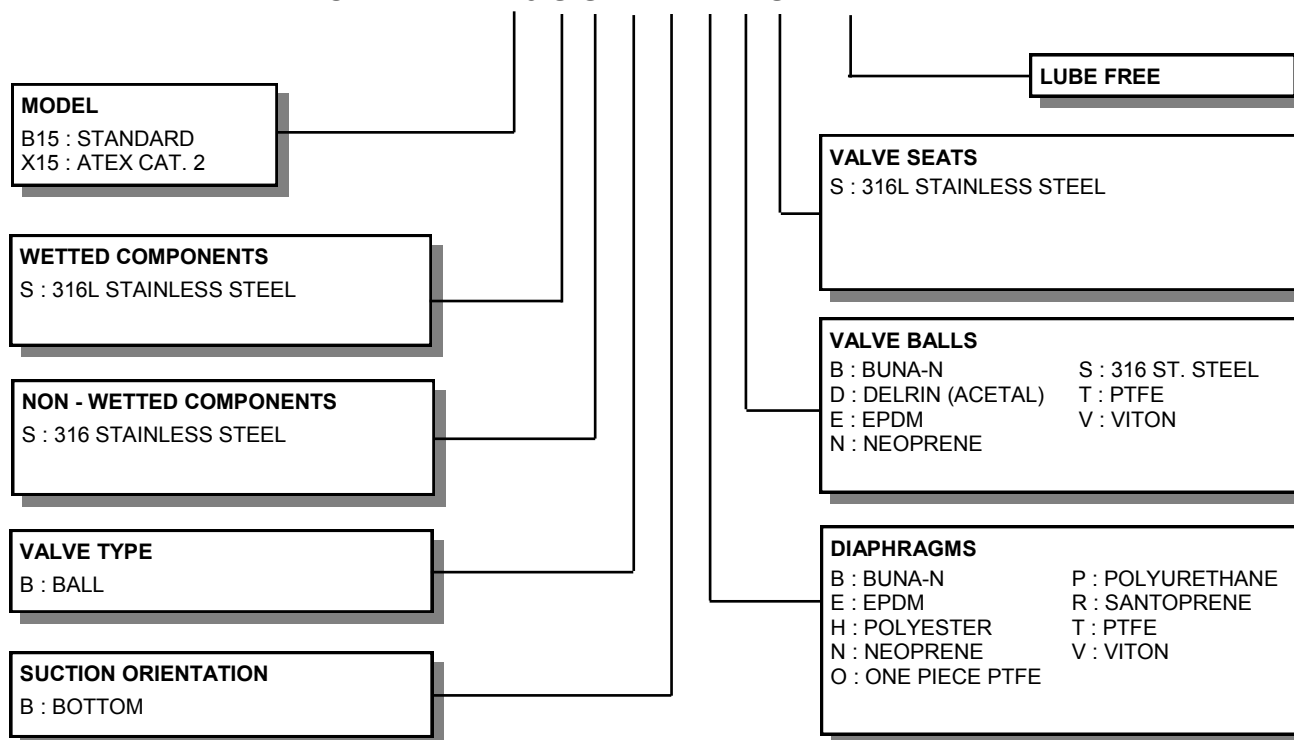 LUBE FREE
MODEL
B15 : STANDARD
X15 : ATEX CAT. 2
WETTED COMPONENTS
S : 316L STAINLESS STEEL
NON - WETTED COMPONENTS
S : 316 STAINLESS STEEL
VALVE TYPE
B : BALL
SUCTION ORIENTATION
B : BOTTOM
VALVE SEATS
S : 316L STAINLESS STEEL
VALVE BALLS
B : BUNA-N S : 316 ST. STEEL
D : DELRIN (ACETAL) T : PTFE
E : EPDM V : VITON
N : NEOPRENE
DIAPHRAGMS
B : BUNA-N P : POLYURETHANE
E : EPDM R : SANTOPRENE
H : POLYESTER T : PTFE
N : NEOPRENE V : VITON
O : ONE PIECE PTFE